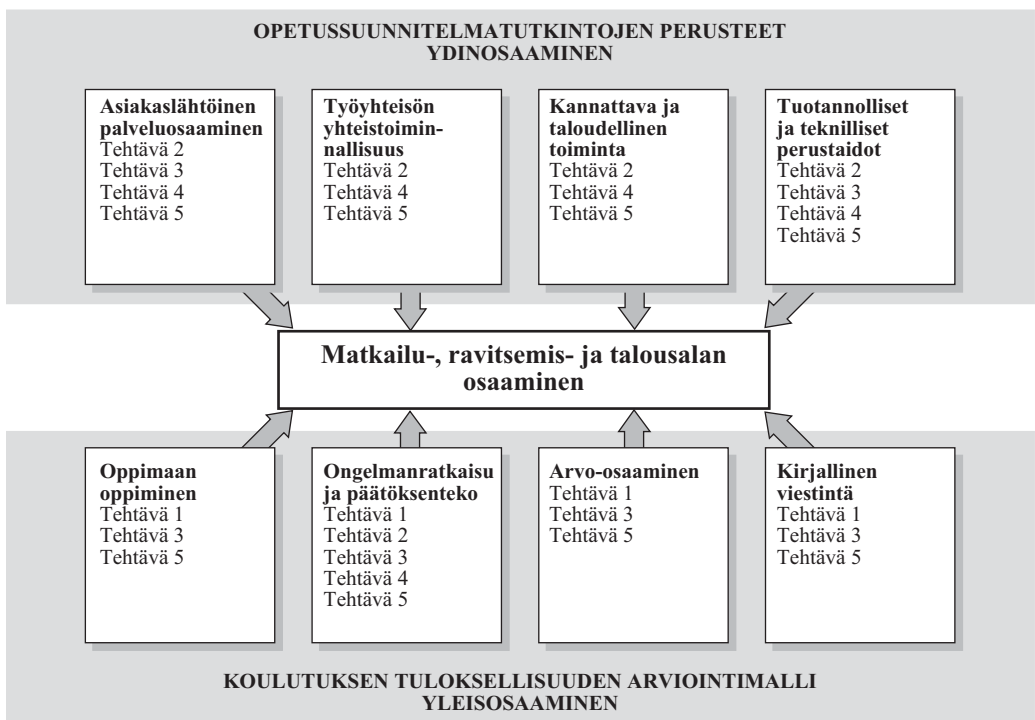 OPETUSSUUNNITELMATUTKINTOJEN PERUSTEET
YDINOSAAMINEN
Asiakaslähtöinen
palveluosaaminen
Tehtävä 2
Tehtävä 3
Tehtävä 4
Tehtävä 5
Työyhteisön
yhteistoimin-
nallisuus
Tehtävä 2
Tehtävä 4
Tehtävä 5
Kannattava ja
taloudellinen
toiminta
Tehtävä 2
Tehtävä 4
Tehtävä 5
Tuotannolliset
ja teknilliset
perustaidot
Tehtävä 2
Tehtävä 3
Tehtävä 4
Tehtävä 5
Matkailu-, ravitsemis- ja talousalan
osaaminen
Oppimaan
oppiminen
Tehtävä 1
Tehtävä 3
Tehtävä 5
Ongelmanratkaisu
ja päätöksenteko
Tehtävä 1
Tehtävä 2
Tehtävä 3
Tehtävä 4
Tehtävä 5
Arvo-osaaminen
Tehtävä 1
Tehtävä 3
Tehtävä 5
Kirjallinen
viestintä
Tehtävä 1
Tehtävä 3
Tehtävä 5
KOULUTUKSEN TULOKSELLISUUDEN ARVIOINTIMALLI
YLEISOSAAMINEN